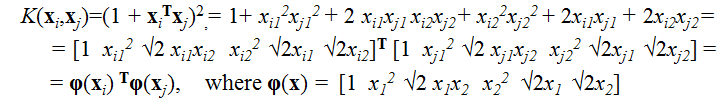 K(xᵢ,xⱼ)=(1 + xᵢᵀxⱼ)²,= 1+ xᵢ₁²xⱼ₁² + 2 xᵢ₁xⱼ₁ xᵢ₂xⱼ₂+ xᵢ₂²xⱼ₂² + 2xᵢ₁xⱼ₁ + 2xᵢ₂xⱼ₂=
= [1 xᵢ₁² √2 xᵢ₁xᵢ₂ xᵢ₂² √2xᵢ₁ √2xᵢ₂]ᵀ [1 xⱼ₁² √2 xⱼ₁xⱼ₂ xⱼ₂² √2xⱼ₁ √2xⱼ₂] =
= φ(xᵢ) ᵀφ(xⱼ), where φ(x) = [1 x₁² √2 x₁x₂ x₂² √2x₁ √2x₂]